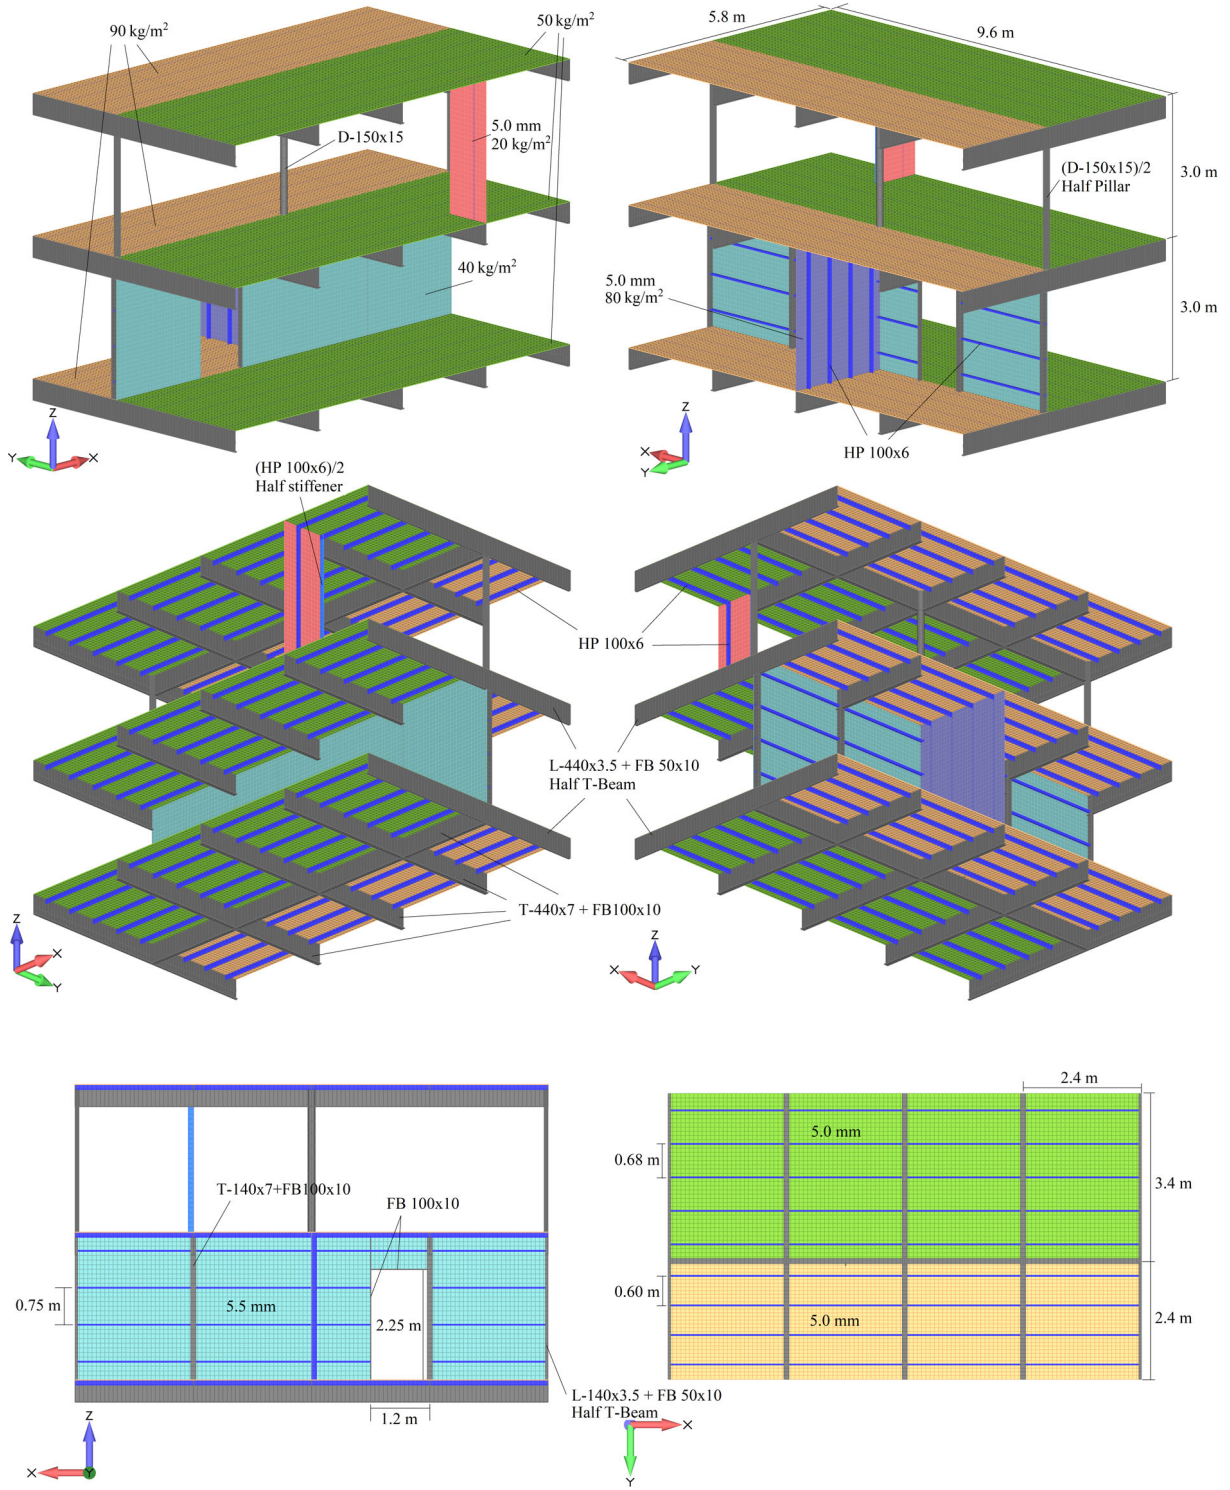 90 kg/m²
50 kg/m²
5.8 m
9.6 m
D-150x15
5.0 mm
20 kg/m²
(D-150x15)/2
Half Pillar
3.0 m
40 kg/m²
5.0 mm
80 kg/m²
3.0 m
Z
Y
X
Z
X
Y
HP 100x6
(HP 100x6)/2
Half stiffener
HP 100x6
L-440x3.5 + FB 50x10
Half T-Beam
T-440x7 + FB100x10
Z
X
Y
Z
X
Y
2.4 m
5.0 mm
0.68 m
3.4 m
T-140x7+FB100x10
FB 100x10
0.75 m
5.5 mm
2.25 m
0.60 m
5.0 mm
2.4 m
L-140x3.5 + FB 50x10
Half T-Beam
1.2 m
Z
X
Y
X
Y